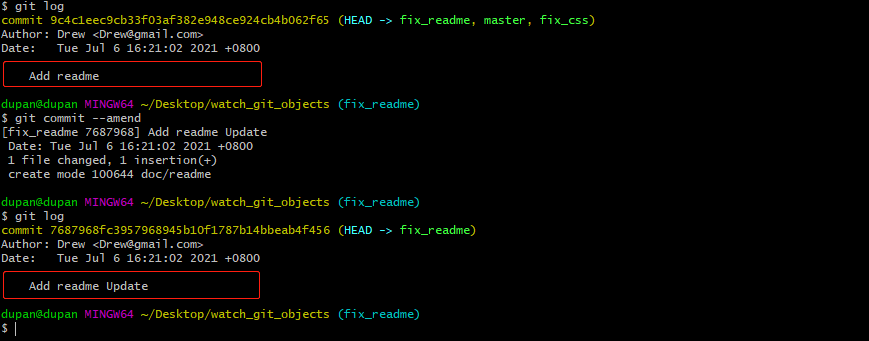 $ git log
commit 9c4c1eec9cb33f03af382e948ce924cb4b062f65 (HEAD -> fix_readme, master, fix_css)
Author: Drew <Drew@gmail.com>
Date:   Tue Jul 6 16:21:02 2021 +0800
Add readme
dupan@dupan MINGW64 ~/Desktop/watch_git_objects (fix_readme)
$ git commit --amend
[fix_readme 7687968] Add readme Update
Date: Tue Jul 6 16:21:02 2021 +0800
1 file changed, 1 insertion(+)
create mode 100644 doc/readme
dupan@dupan MINGW64 ~/Desktop/watch_git_objects (fix_readme)
$ git log
commit 7687968fc3957968945b10f1787b14bbeab4f456 (HEAD -> fix_readme)
Author: Drew <Drew@gmail.com>
Date:   Tue Jul 6 16:21:02 2021 +0800
Add readme Update
dupan@dupan MINGW64 ~/Desktop/watch_git_objects (fix_readme)
$